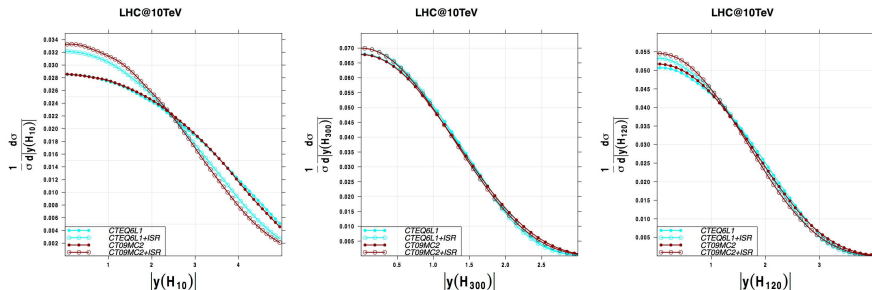 LHC@10TeV
1/σ dσ/d|y(H10)|
0.034
0.032
0.030
0.028
0.026
0.024
0.022
0.020
0.018
0.016
0.014
0.012
0.010
0.008
0.006
0.004
0.002
CTEQ6L1
CTEQ6L1+ISR
CT09MC2
CT09MC2+ISR
1 2 3 4
|y(H10)|
LHC@10TeV
1/σ dσ/d|y(H300)|
0.070
0.065
0.060
0.055
0.050
0.045
0.040
0.035
0.030
0.025
0.020
0.015
0.010
0.005
CTEQ6L1
CTEQ6L1+ISR
CT09MC2
CT09MC2+ISR
0.5 1.0 1.5 2.0 2.5
|y(H300)|
LHC@10TeV
1/σ dσ/d|y(H120)|
0.055
0.050
0.045
0.040
0.035
0.030
0.025
0.020
0.015
0.010
0.005
CTEQ6L1
CTEQ6L1+ISR
CT09MC2
CT09MC2+ISR
1 2 3
|y(H120)|